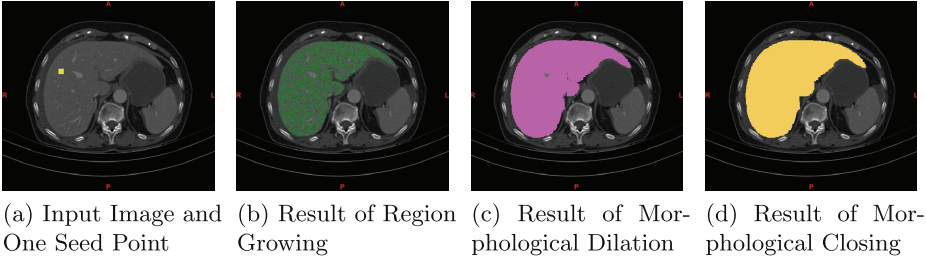 A A A A
R L R L R L R L
P P P P
(a) Input Image and
One Seed Point
(b) Result of Region
Growing
(c) Result of Mor-
phological Dilation
(d) Result of Mor-
phological Closing